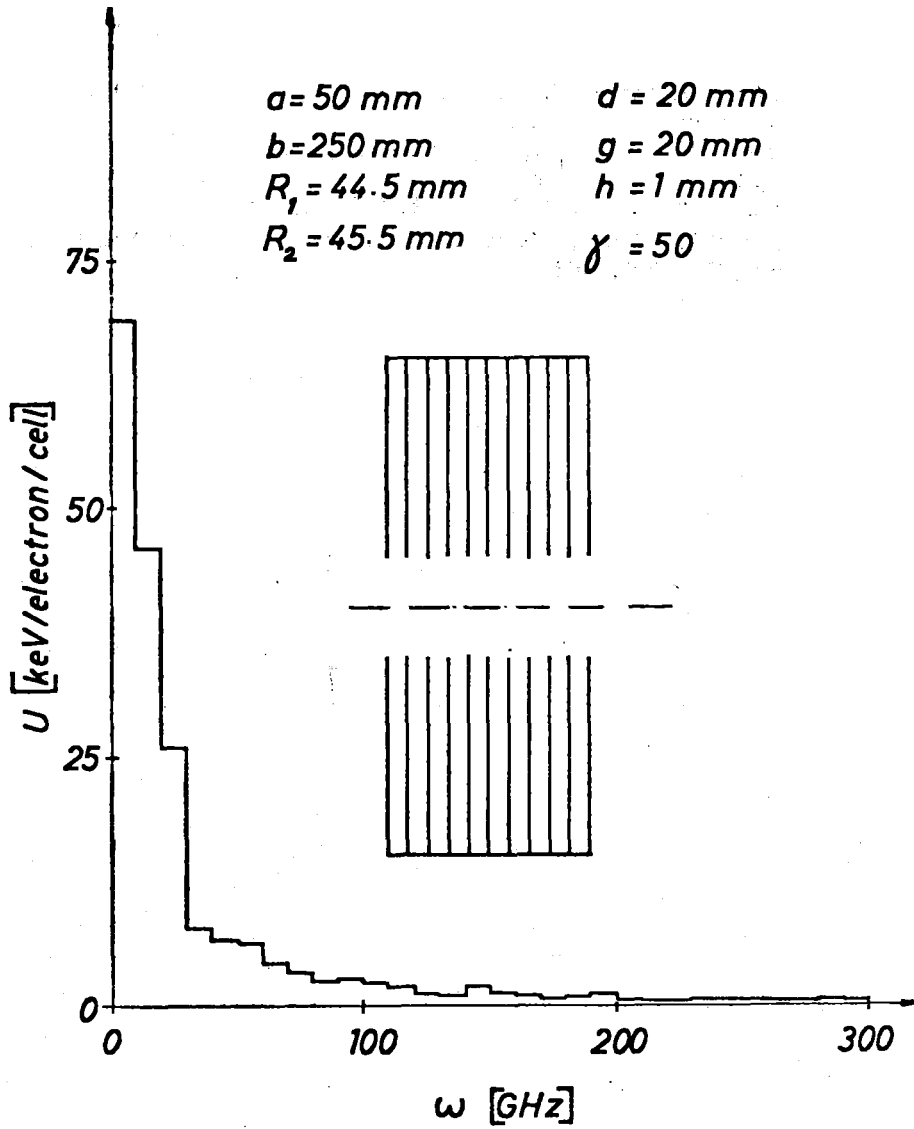 a = 50 mm
d = 20 mm
b = 250 mm
g = 20 mm
R₁ = 44.5 mm
h = 1 mm
R₂ = 45.5 mm
γ = 50
75
50
25
0
U [keV/electron/cell]
0
100
200
300
ω [GHz]